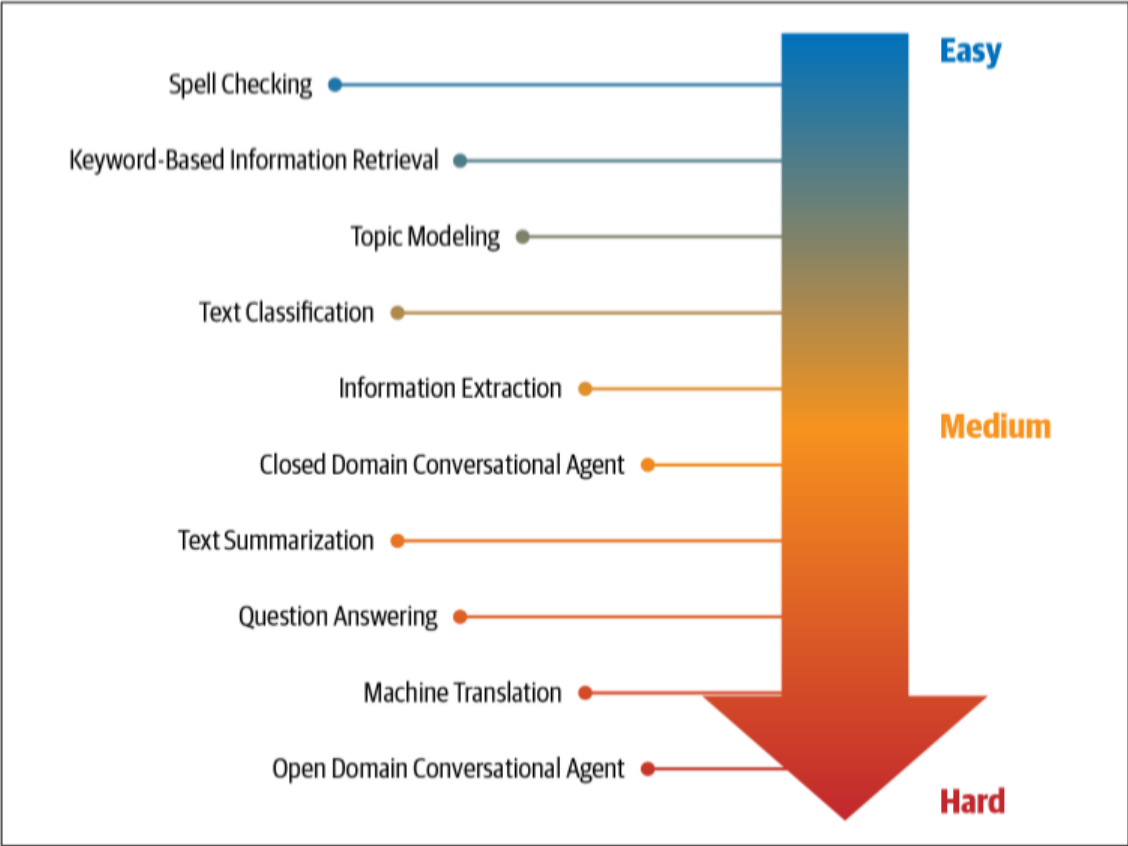 Easy
Spell Checking
Keyword-Based Information Retrieval
Topic Modeling
Text Classification
Information Extraction
Medium
Closed Domain Conversational Agent
Text Summarization
Question Answering
Machine Translation
Open Domain Conversational Agent
Hard